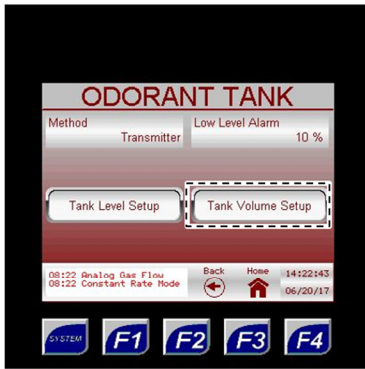 ODORANT TANK
Method
Transmitter
Low Level Alarm
10 %
Tank Level Setup
Tank Volume Setup
08:22 Analog Gas Flow
08:22 Constant Rate Mode
Back
Home
14:22:43
06/20/17
SYSTEM
F1
F2
F3
F4